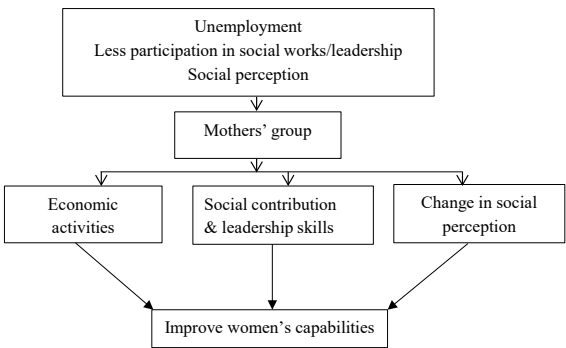 Unemployment
Less participation in social works/leadership
Social perception
Mothers’ group
Economic
activities
Social contribution
& leadership skills
Change in social
perception
Improve women’s capabilities